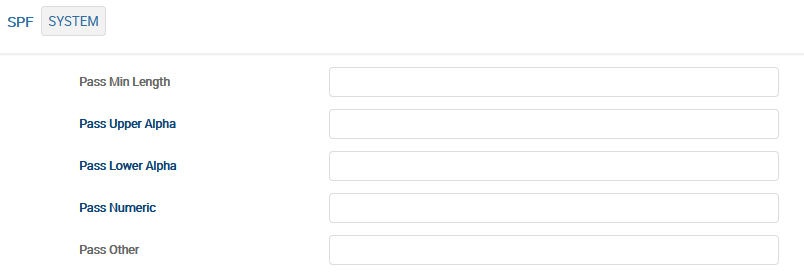 SPF SYSTEM
Pass Min Length
Pass Upper Alpha
Pass Lower Alpha
Pass Numeric
Pass Other